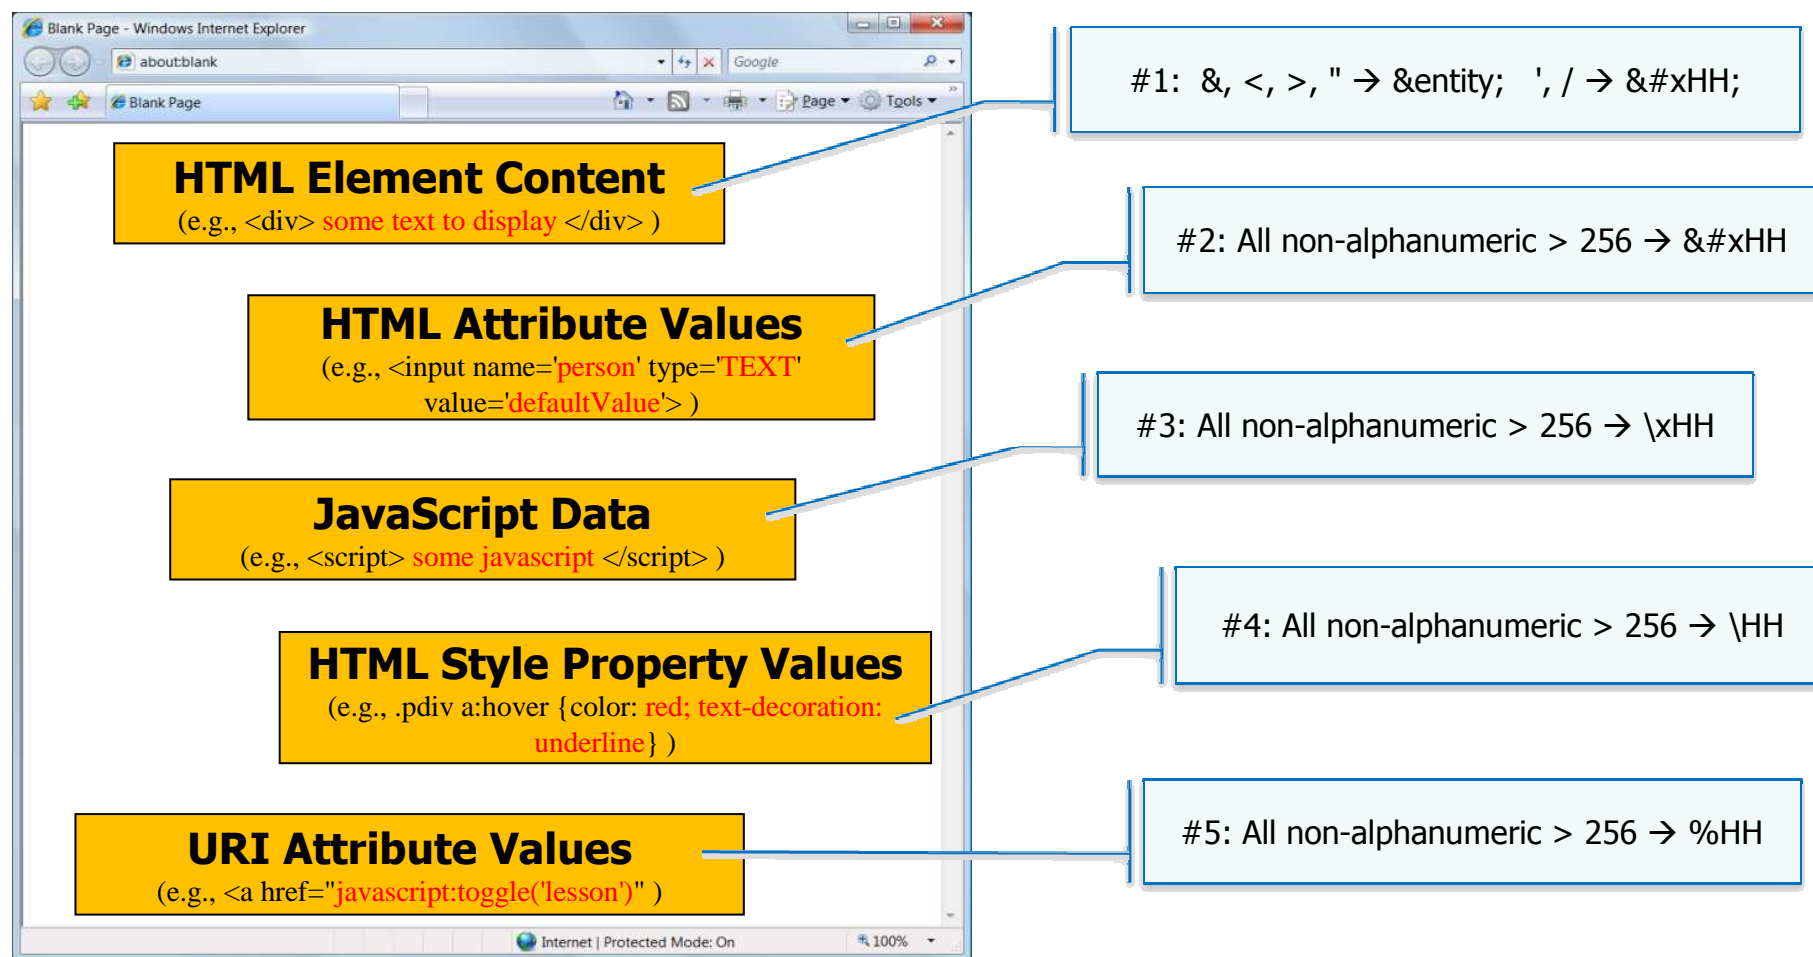 Blank Page - Windows Internet Explorer
about:blank
Google
Blank Page
Page
Tools
#1: &, <, >, " → &entity; ', / → &#xHH;
HTML Element Content
(e.g., <div> some text to display </div> )
#2: All non-alphanumeric > 256 → &#xHH
HTML Attribute Values
(e.g., <input name='person' type='TEXT'
value='defaultValue'> )
#3: All non-alphanumeric > 256 → \xHH
JavaScript Data
(e.g., <script> some javascript </script> )
#4: All non-alphanumeric > 256 → \HH
HTML Style Property Values
(e.g., .pdiv a:hover {color: red; text-decoration:
underline} )
#5: All non-alphanumeric > 256 → %HH
URI Attribute Values
(e.g., <a href="javascript:toggle('lesson')" )
Internet | Protected Mode: On
100%